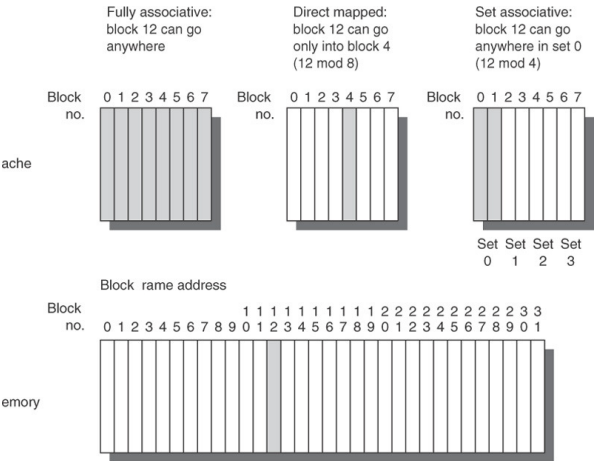 Fully associative:
block 12 can go
anywhere
Direct mapped:
block 12 can go
only into block 4
(12 mod 8)
Set associative:
block 12 can go
anywhere in set 0
(12 mod 4)
Block 0 1 2 3 4 5 6 7
no.
Block 0 1 2 3 4 5 6 7
no.
Block 0 1 2 3 4 5 6 7
no.
ache
Set Set Set Set
0 1 2 3
Block rame address
Block 1 1 1 1 1 1 1 1 1 1 2 2 2 2 2 2 2 2 2 2 3 3
no. 0 1 2 3 4 5 6 7 8 9 0 1 2 3 4 5 6 7 8 9 0 1 2 3 4 5 6 7 8 9 0 1
emory